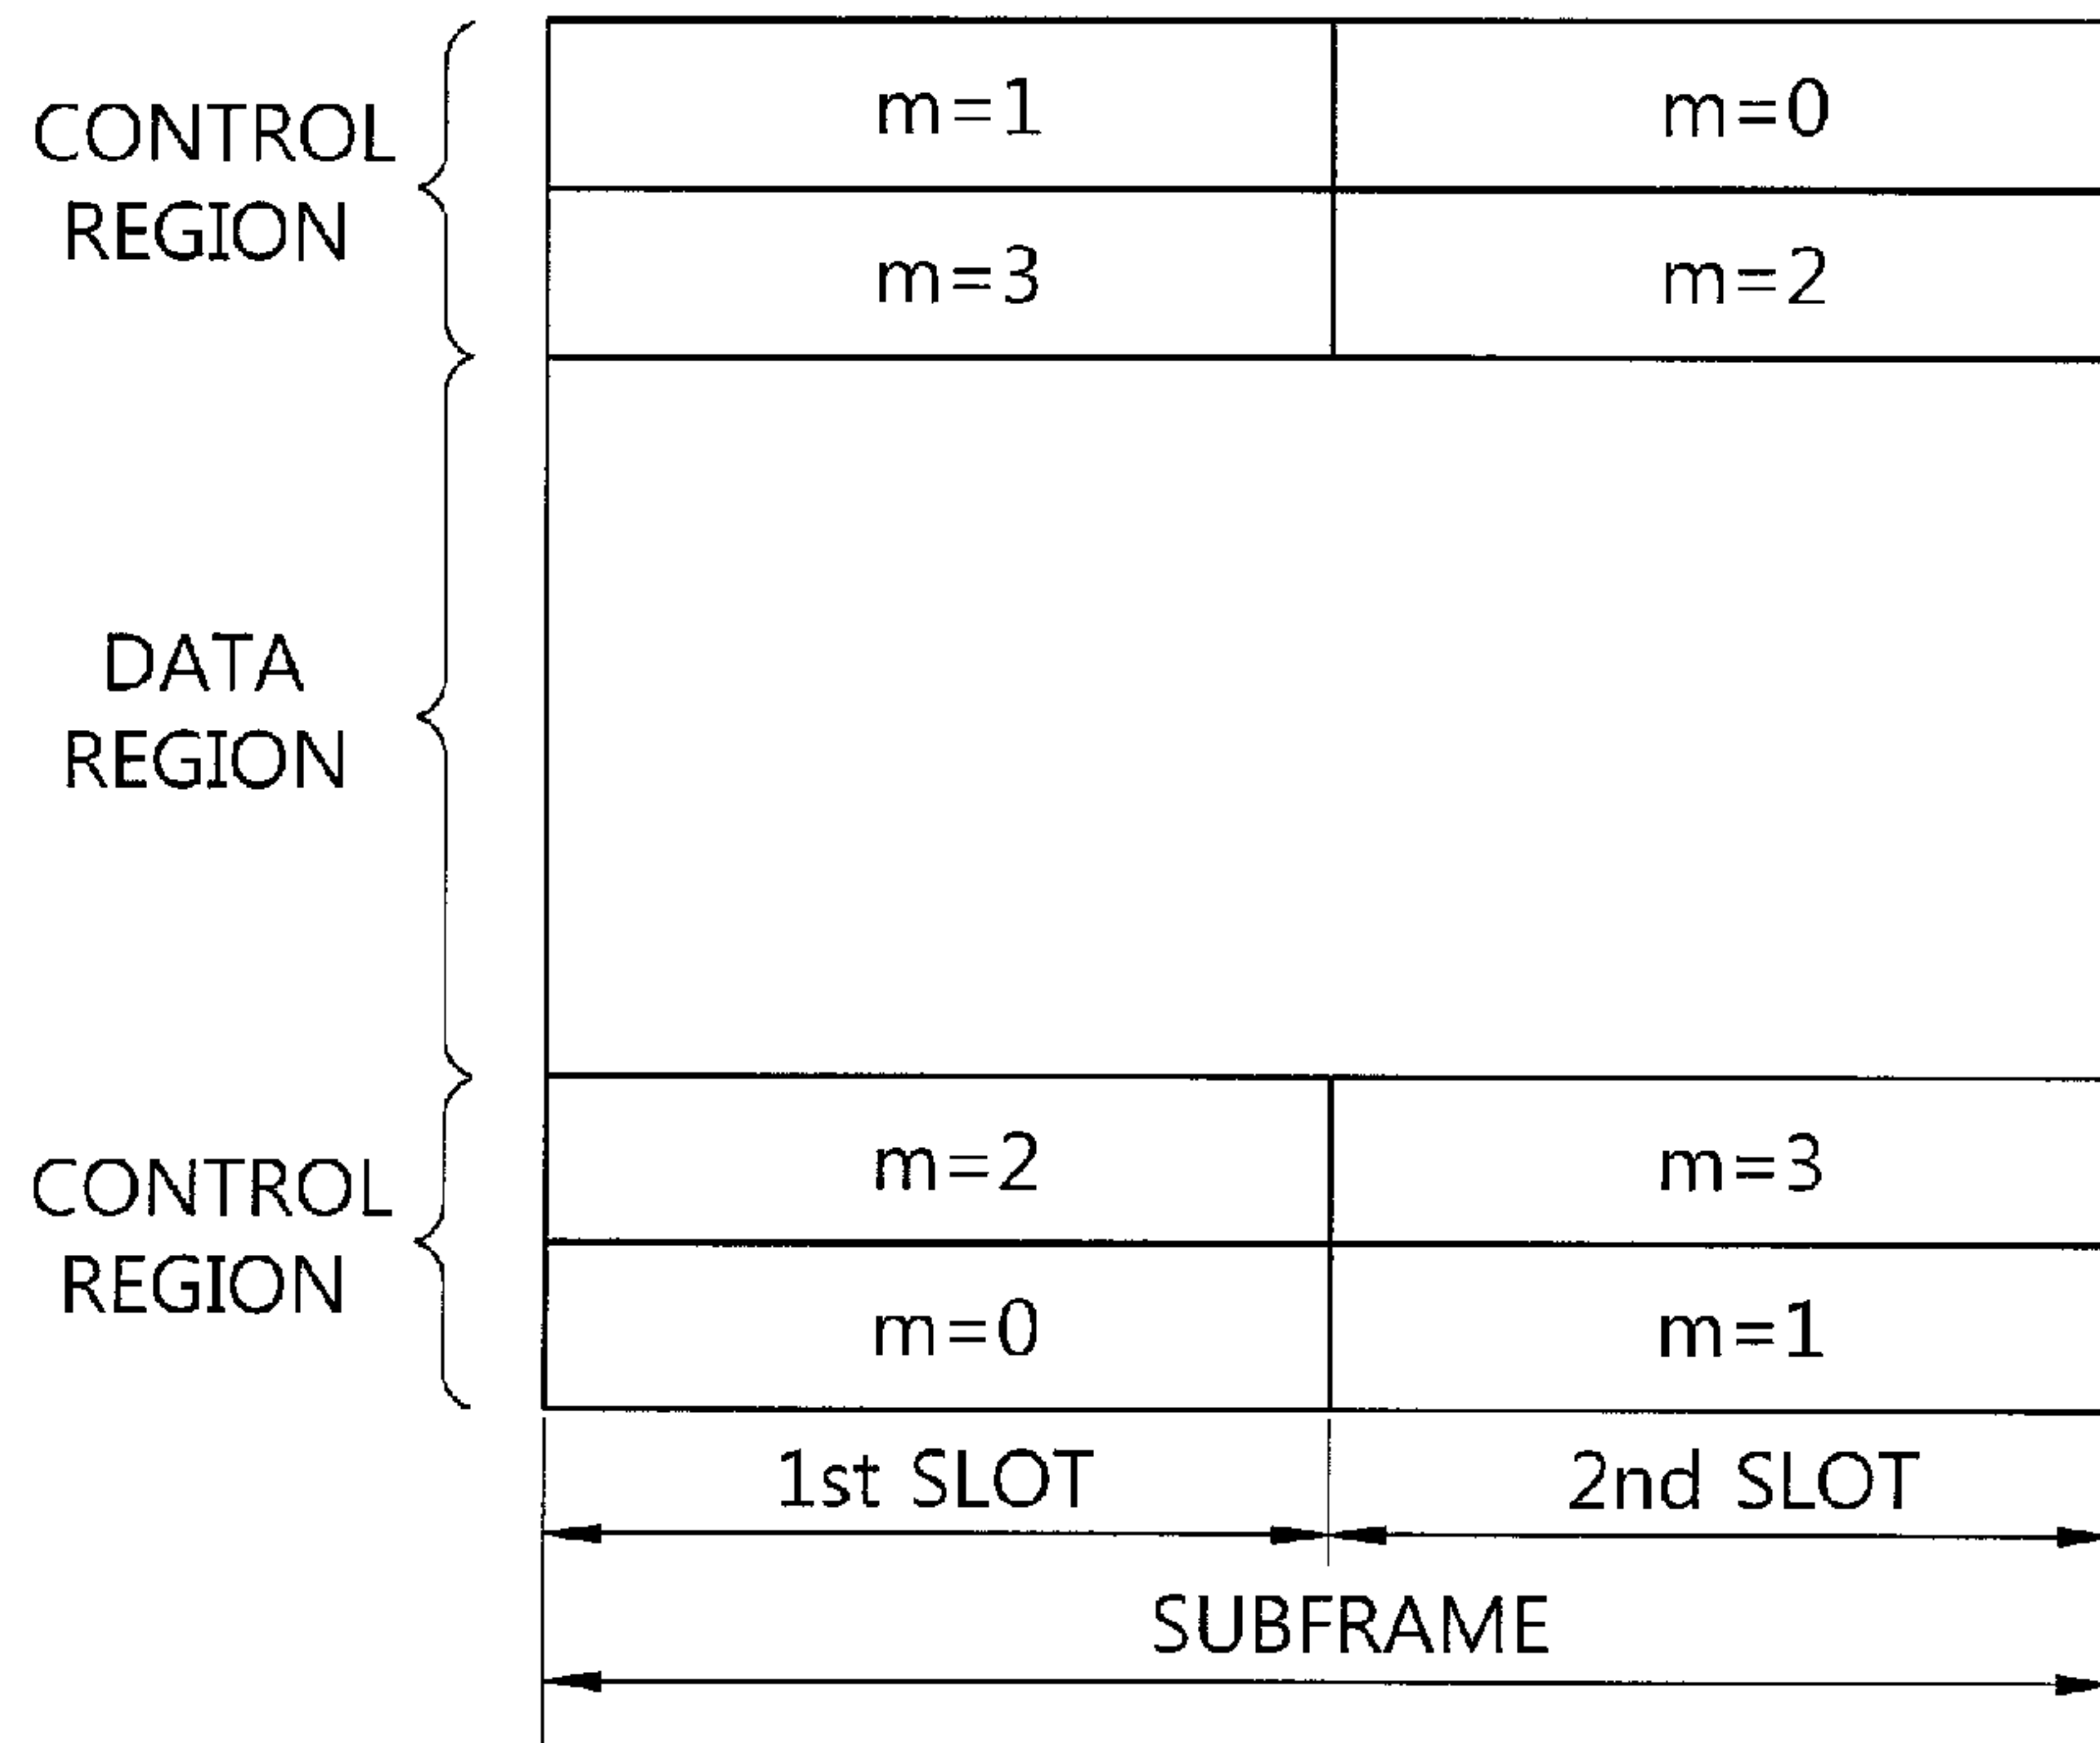 m=1 m=0
CONTROL
REGION
m=3 m=2
DATA
REGION
m=2 m=3
CONTROL
REGION
m=0 m=1
1st SLOT 2nd SLOT
SUBFRAME